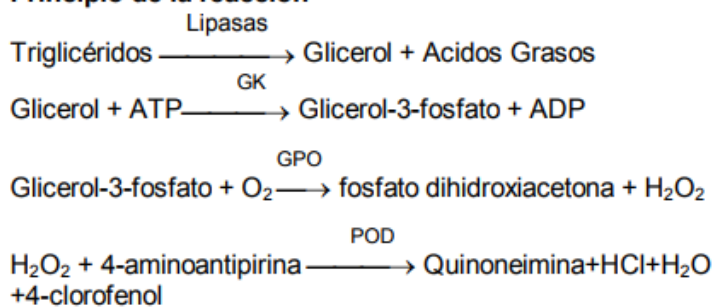 Principio de la reacción
Lipasas
Triglicéridos ⟶ Glicerol + Acidos Grasos
GK
Glicerol + ATP ⟶ Glicerol-3-fosfato + ADP
GPO
Glicerol-3-fosfato + O₂ ⟶ fosfato dihidroxiacetona + H₂O₂
POD
H₂O₂ + 4-aminoantipirina ⟶ Quinoneimina+HCl+H₂O
+4-clorofenol